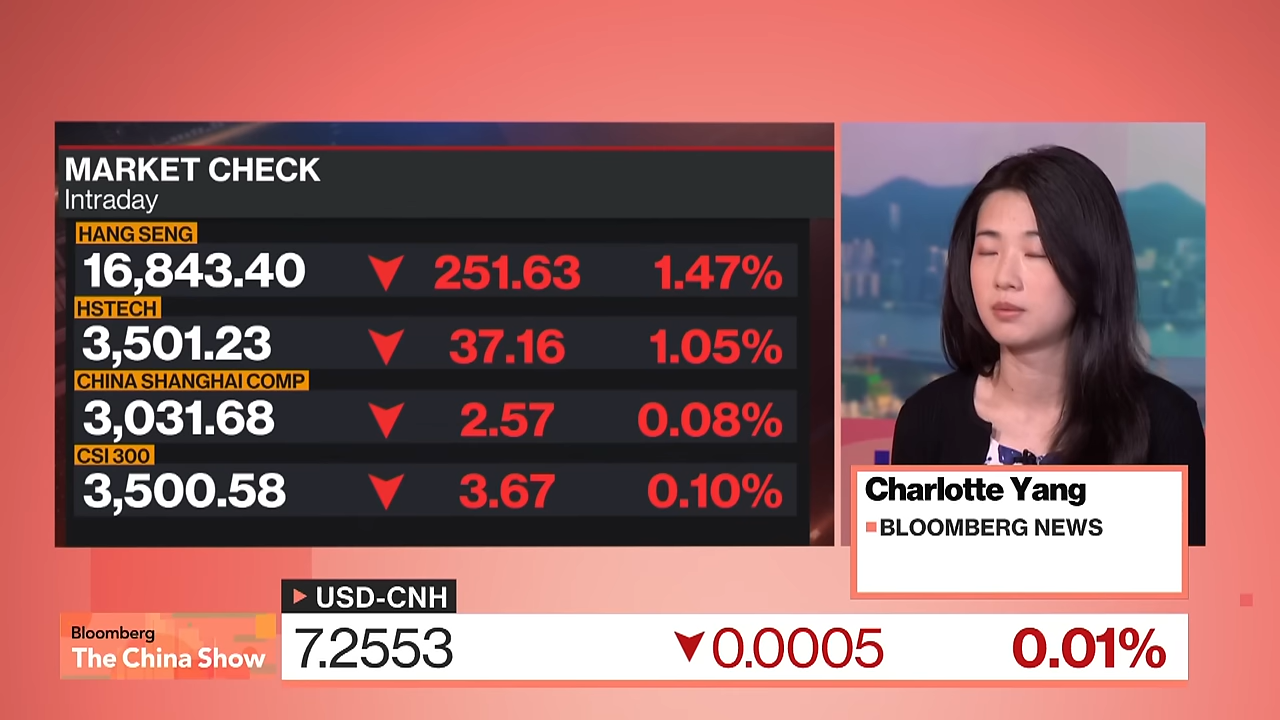 MARKET CHECK
Intraday
HANG SENG
16,843.40 ▼ 251.63 1.47%
HSTECH
3,501.23 ▼ 37.16 1.05%
CHINA SHANGHAI COMP
3,031.68 ▼ 2.57 0.08%
CSI 300
3,500.58 ▼ 3.67 0.10%
Charlotte Yang
BLOOMBERG NEWS
USD-CNH
7.2553 ▼0.0005 0.01%
Bloomberg
The China Show